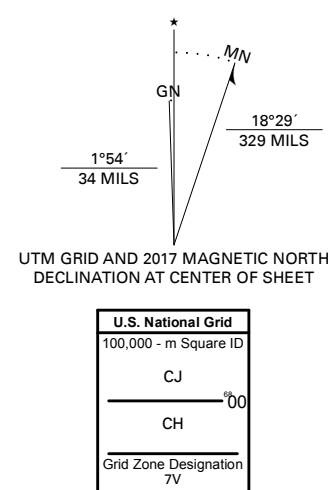 ★
MN
GN
18°29´
329 MILS
1°54´
34 MILS
UTM GRID AND 2017 MAGNETIC NORTH
DECLINATION AT CENTER OF SHEET
U.S. National Grid
100,000 - m Square ID
CJ
6800
CH
Grid Zone Designation
7V